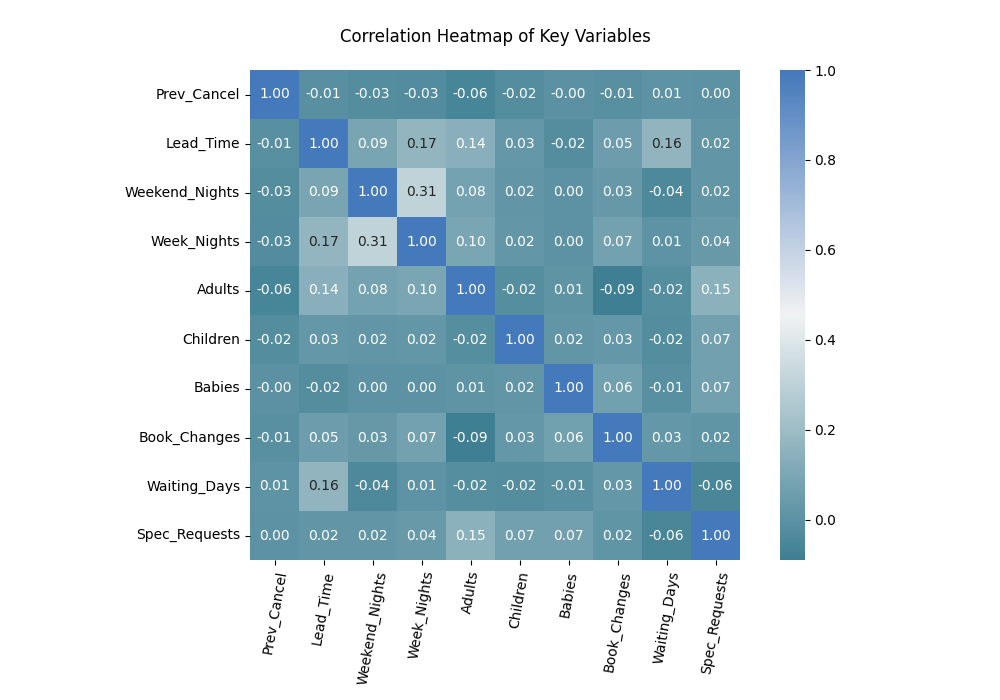 Correlation Heatmap of Key Variables
Prev_Cancel 1.00 -0.01 -0.03 -0.03 -0.06 -0.02 -0.00 -0.01 0.01 0.00
Lead_Time -0.01 1.00 0.09 0.17 0.14 0.03 -0.02 0.05 0.16 0.02
Weekend_Nights -0.03 0.09 1.00 0.31 0.08 0.02 0.00 0.03 -0.04 0.02
Week_Nights -0.03 0.17 0.31 1.00 0.10 0.02 0.00 0.07 0.01 0.04
Adults -0.06 0.14 0.08 0.10 1.00 -0.02 0.01 -0.09 -0.02 0.15
Children -0.02 0.03 0.02 0.02 -0.02 1.00 0.02 0.03 -0.02 0.07
Babies -0.00 -0.02 0.00 0.00 0.01 0.02 1.00 0.06 -0.01 0.07
Book_Changes -0.01 0.05 0.03 0.07 -0.09 0.03 0.06 1.00 0.03 0.02
Waiting_Days 0.01 0.16 -0.04 0.01 -0.02 -0.02 -0.01 0.03 1.00 -0.06
Spec_Requests 0.00 0.02 0.02 0.04 0.15 0.07 0.07 0.02 -0.06 1.00
Prev_Cancel
Lead_Time
Weekend_Nights
Week_Nights
Adults
Children
Babies
Book_Changes
Waiting_Days
Spec_Requests
1.0
0.8
0.6
0.4
0.2
0.0